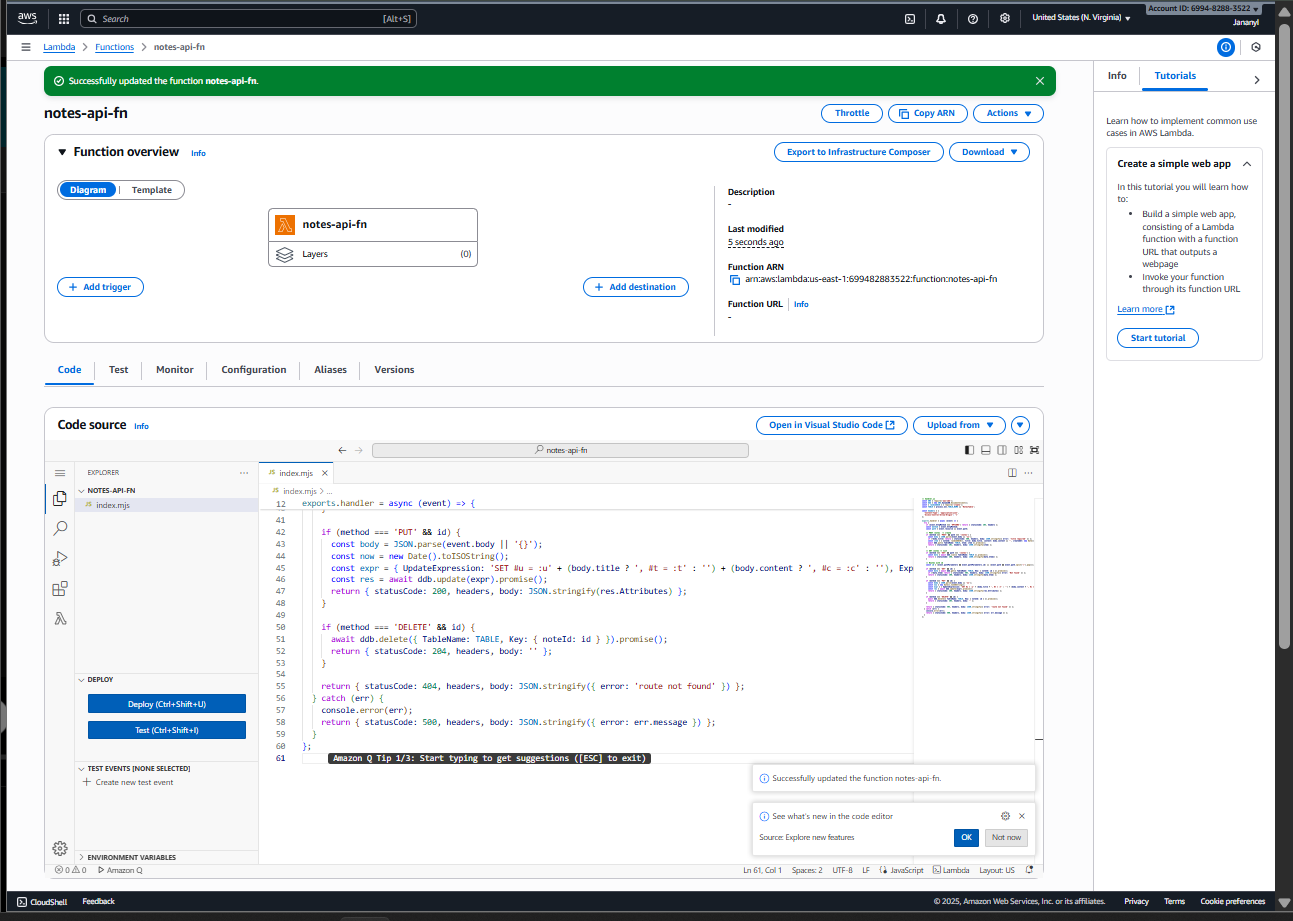 aws
Search
[Alt+S]
United States (N. Virginia)
Account ID: 6994-8288-3522
Jananyl
Lambda
Functions
notes-api-fn
Successfully updated the function notes-api-fn.
notes-api-fn
Throttle
Copy ARN
Actions
Function overview
Info
Export to Infrastructure Composer
Download
Diagram
Template
notes-api-fn
Layers
(0)
Add trigger
Add destination
Description
-
Last modified
5 seconds ago
Function ARN
arn:aws:lambda:us-east-1:699482883522:function:notes-api-fn
Function URL
Info
-
Code
Test
Monitor
Configuration
Aliases
Versions
Code source
Info
Open in Visual Studio Code
Upload from
notes-api-fn
EXPLORER
NOTES-API-FN
JS index.mjs
DEPLOY
Deploy (Ctrl+Shift+U)
Test (Ctrl+Shift+I)
TEST EVENTS [NONE SELECTED]
Create new test event
ENVIRONMENT VARIABLES
JS index.mjs
JS index.mjs > ...
12 exports.handler = async (event) => {
41
42 if (method === 'PUT' && id) {
43 const body = JSON.parse(event.body || '{}');
44 const now = new Date().toISOString();
45 const expr = { UpdateExpression: 'SET #u = :u' + (body.title ? ', #t = :t' : '') + (body.content ? ', #c = :c' : ''), Exp
46 const res = await ddb.update(expr).promise();
47 return { statusCode: 200, headers, body: JSON.stringify(res.Attributes) };
48 }
49
50 if (method === 'DELETE' && id) {
51 await ddb.delete({ TableName: TABLE, Key: { noteId: id } }).promise();
52 return { statusCode: 204, headers, body: '' };
53 }
54
55 return { statusCode: 404, headers, body: JSON.stringify({ error: 'route not found' }) };
56 } catch (err) {
57 console.error(err);
58 return { statusCode: 500, headers, body: JSON.stringify({ error: err.message }) };
59 }
60 };
61 Amazon Q Tip 1/3: Start typing to get suggestions ([ESC] to exit)
Successfully updated the function notes-api-fn.
See what's new in the code editor
Source: Explore new features
OK
Not now
0 0
Amazon Q
Ln 61, Col 1
Spaces: 2
UTF-8
LF
JavaScript
Lambda
Layout: US
Info
Tutorials
Learn how to implement common use
cases in AWS Lambda.
Create a simple web app
In this tutorial you will learn how
to:
• Build a simple web app,
consisting of a Lambda
function with a function
URL that outputs a
webpage
• Invoke your function
through its function URL
Learn more
Start tutorial
CloudShell
Feedback
© 2025, Amazon Web Services, Inc. or its affiliates.
Privacy
Terms
Cookie preferences